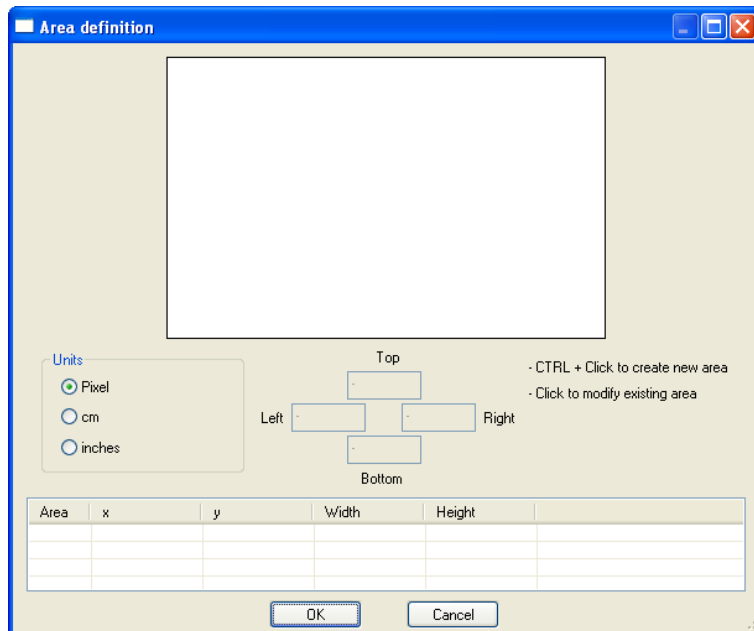 Area definition
Units
Pixel
cm
inches
Top
-
Left -
- Right
-
Bottom
- CTRL + Click to create new area
- Click to modify existing area
Area x y Width Height
OK Cancel